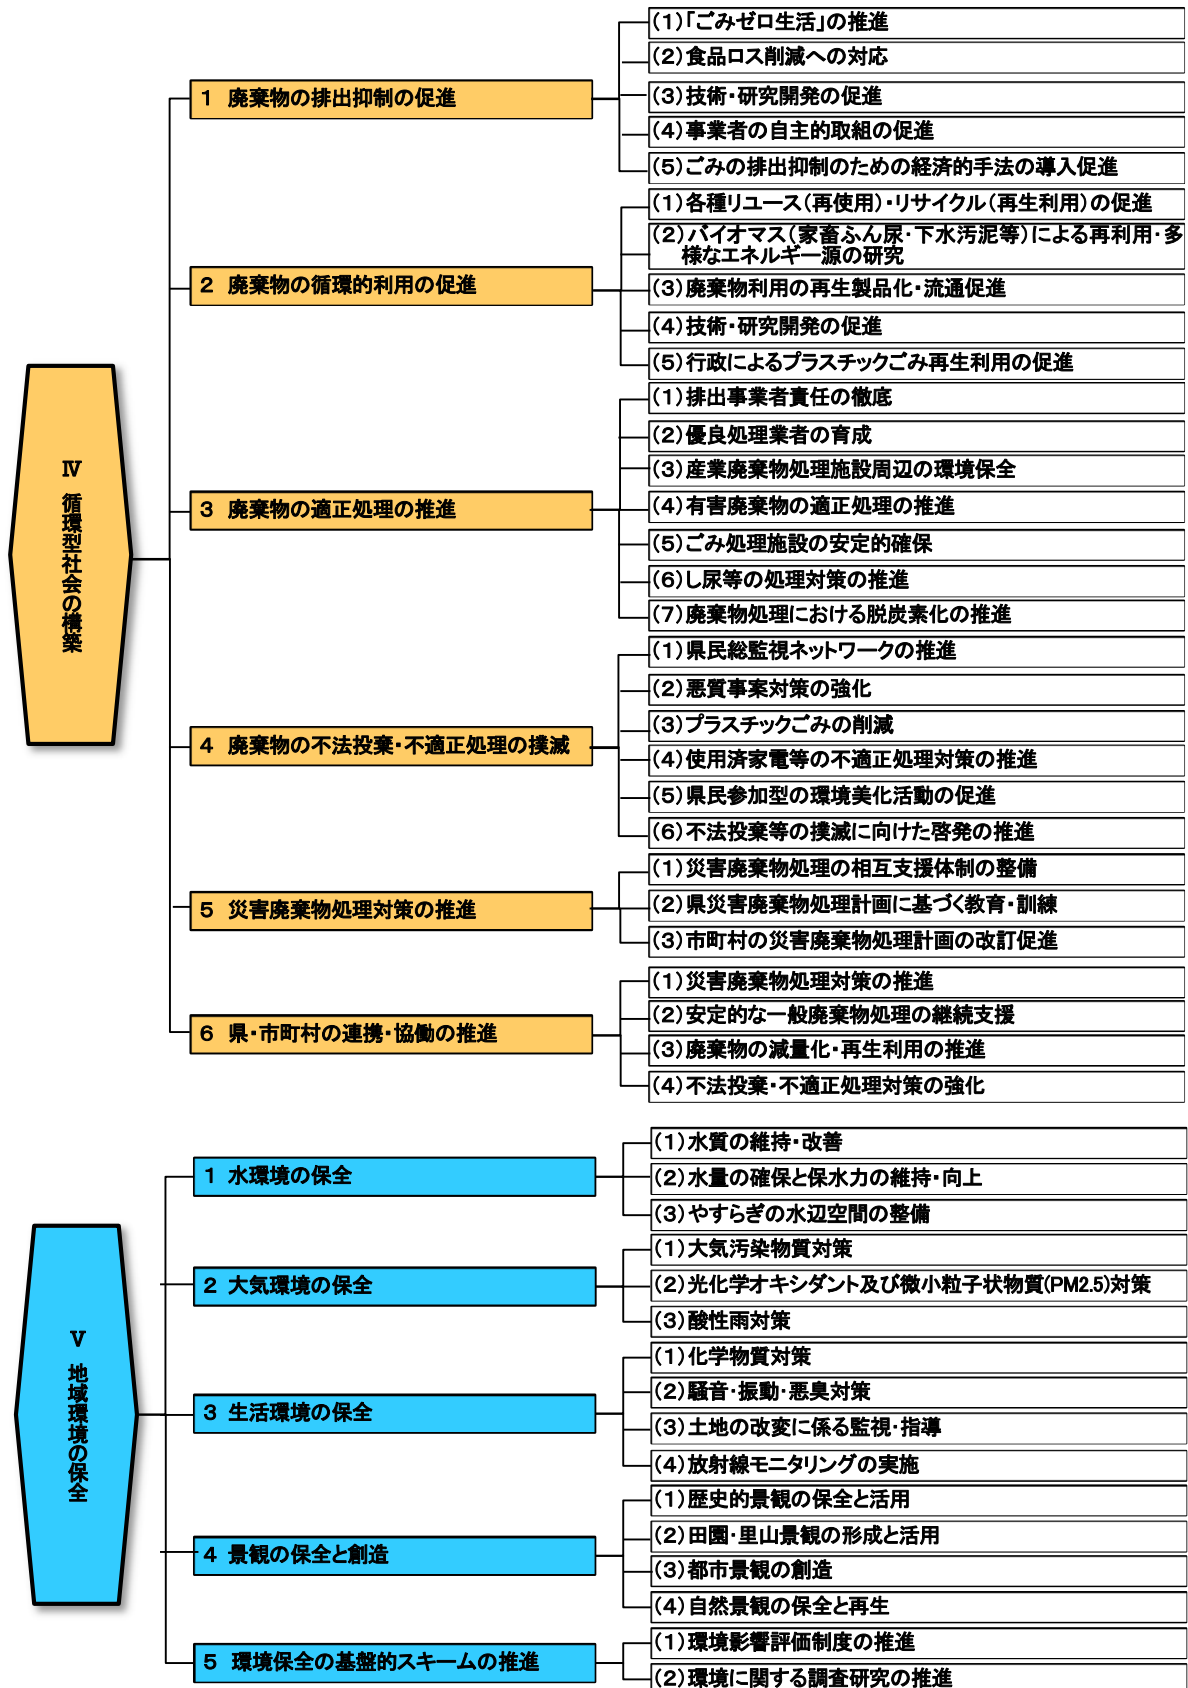 Ⅳ 循環型社会の構築
1 廃棄物の排出抑制の促進
(1)「ごみゼロ生活」の推進
(2)食品ロス削減への対応
(3)技術・研究開発の促進
(4)事業者の自主的取組の促進
(5)ごみの排出抑制のための経済的手法の導入促進
2 廃棄物の循環的利用の促進
(1)各種リユース(再使用)・リサイクル(再生利用)の促進
(2)バイオマス(家畜ふん尿・下水汚泥等)による再利用・多
様なエネルギー源の研究
(3)廃棄物利用の再生製品化・流通促進
(4)技術・研究開発の促進
(5)行政によるプラスチックごみ再生利用の促進
3 廃棄物の適正処理の推進
(1)排出事業者責任の徹底
(2)優良処理業者の育成
(3)産業廃棄物処理施設周辺の環境保全
(4)有害廃棄物の適正処理の推進
(5)ごみ処理施設の安定的確保
(6)し尿等の処理対策の推進
(7)廃棄物処理における脱炭素化の推進
4 廃棄物の不法投棄・不適正処理の撲滅
(1)県民総監視ネットワークの推進
(2)悪質事案対策の強化
(3)プラスチックごみの削減
(4)使用済家電等の不適正処理対策の推進
(5)県民参加型の環境美化活動の促進
(6)不法投棄等の撲滅に向けた啓発の推進
5 災害廃棄物処理対策の推進
(1)災害廃棄物処理の相互支援体制の整備
(2)県災害廃棄物処理計画に基づく教育・訓練
(3)市町村の災害廃棄物処理計画の改訂促進
6 県・市町村の連携・協働の推進
(1)災害廃棄物処理対策の推進
(2)安定的な一般廃棄物処理の継続支援
(3)廃棄物の減量化・再生利用の推進
(4)不法投棄・不適正処理対策の強化
Ⅴ 地域環境の保全
1 水環境の保全
(1)水質の維持・改善
(2)水量の確保と保水力の維持・向上
(3)やすらぎの水辺空間の整備
2 大気環境の保全
(1)大気汚染物質対策
(2)光化学オキシダント及び微小粒子状物質(PM2.5)対策
(3)酸性雨対策
3 生活環境の保全
(1)化学物質対策
(2)騒音・振動・悪臭対策
(3)土地の改変に係る監視・指導
(4)放射線モニタリングの実施
4 景観の保全と創造
(1)歴史的景観の保全と活用
(2)田園・里山景観の形成と活用
(3)都市景観の創造
(4)自然景観の保全と再生
5 環境保全の基盤的スキームの推進
(1)環境影響評価制度の推進
(2)環境に関する調査研究の推進